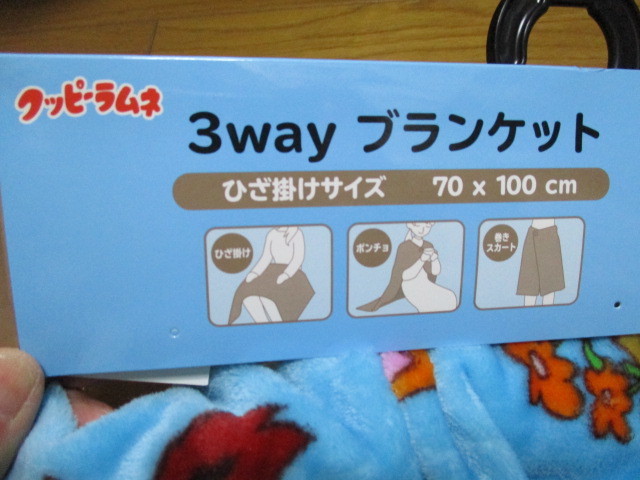 クッピーラムネ
3way ブランケット
ひざ掛けサイズ 70 x 100 cm
ひざ掛け
ポンチョ
巻き
スカート